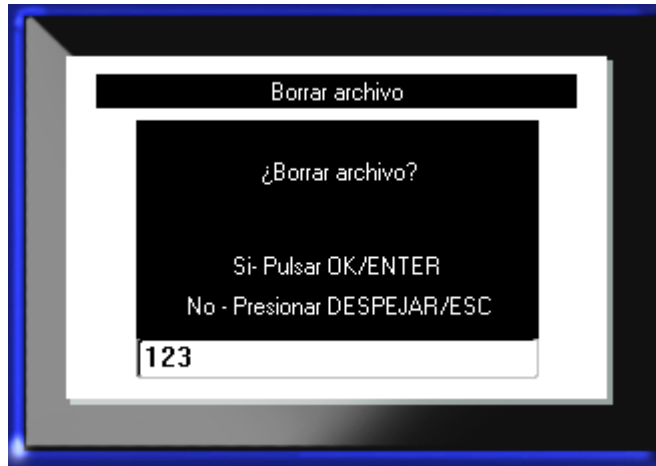 Borrar archivo
¿Borrar archivo?
Si- Pulsar OK/ENTER
No - Presionar DESPEJAR/ESC
123